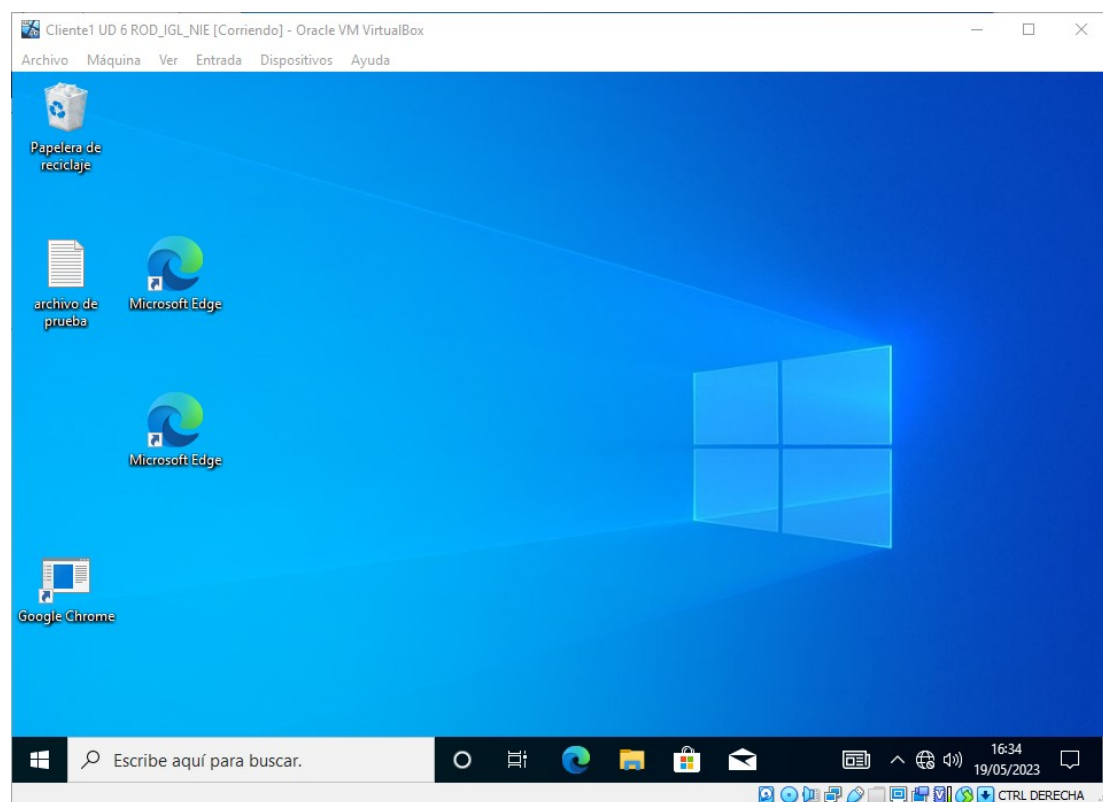 Cliente1 UD 6 ROD_IGL_NIE [Corriendo] - Oracle VM VirtualBox
Archivo Máquina Ver Entrada Dispositivos Ayuda
Papelera de
reciclaje
archivo de
prueba
Microsoft Edge
Microsoft Edge
Google Chrome
Escribe aquí para buscar.
16:34
19/05/2023
CTRL DERECHA